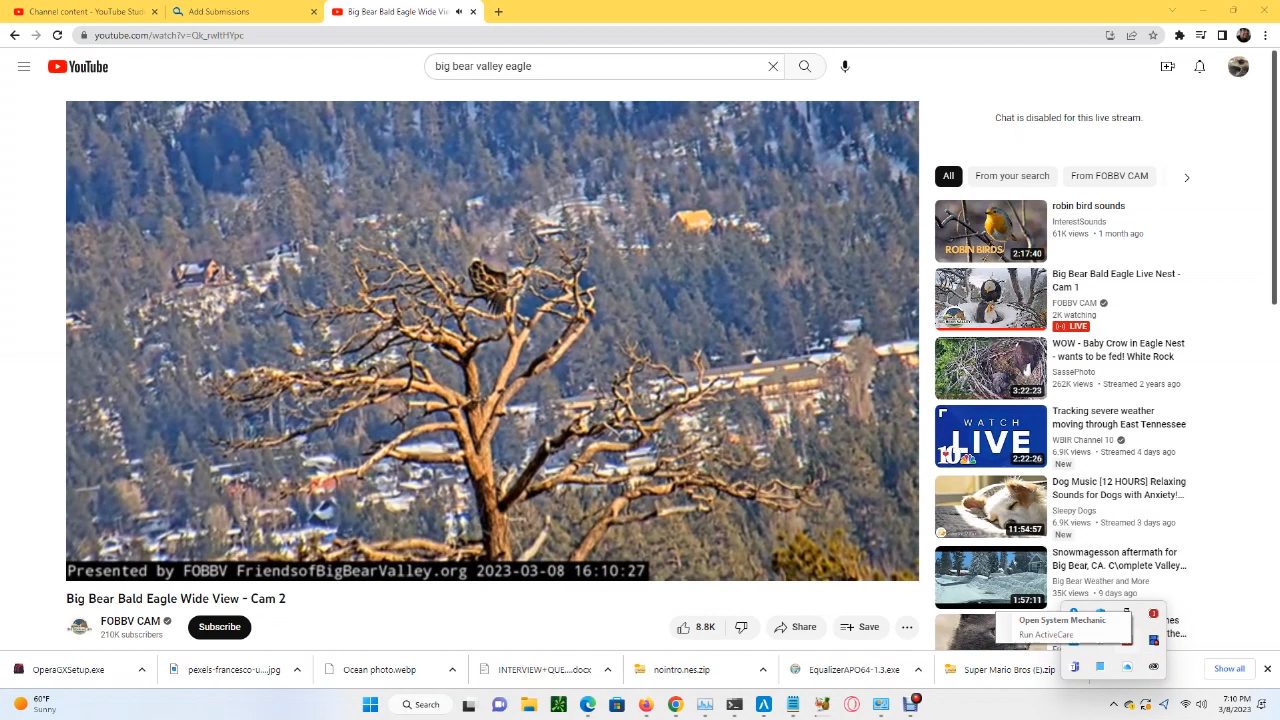 Channel content - YouTube Stud
Add Submissions
Big Bear Bald Eagle Wide Vie
youtube.com/watch?v=Qk_rwItHYpc
YouTube
big bear valley eagle
Chat is disabled for this live stream.
All
From your search
From FOBBV CAM
robin bird sounds
InterestSounds
61K views • 1 month ago
ROBIN BIRDS
2:17:40
Big Bear Bald Eagle Live Nest -
Cam 1
FOBBV CAM
2K watching
LIVE
WOW - Baby Crow in Eagle Nest
- wants to be fed! White Rock
SassePhoto
262K views • Streamed 2 years ago
3:22:23
Tracking severe weather
moving through East Tennessee
WBIR Channel 10
6.9K views • Streamed 4 days ago
New
WATCH
LIVE
10
2:22:26
Dog Music [12 HOURS] Relaxing
Sounds for Dogs with Anxiety!...
Sleepy Dogs
6.9K views • Streamed 3 days ago
New
11:54:57
Snowmagesson aftermath for
Big Bear, CA. C\omplete Valley...
Big Bear Weather and More
35K views • 9 days ago
1:57:11
Presented by FOBBV FriendsofBigBearValley.org 2023-03-08 16:10:27
Big Bear Bald Eagle Wide View - Cam 2
FOBBV CAM
210K subscribers
Subscribe
8.8K
Share
Save
Open System Mechanic
Run ActiveCare
OperaGXSetup.exe
pexels-francesco-u....jpg
Ocean photo.webp
INTERVIEW+OUE....docx
nointro.nes.zip
EqualizerAPO64-1.3.exe
Super Mario Bros (E).zip
Show all
60°F
Sunny
Search
7:10 PM
3/8/2023